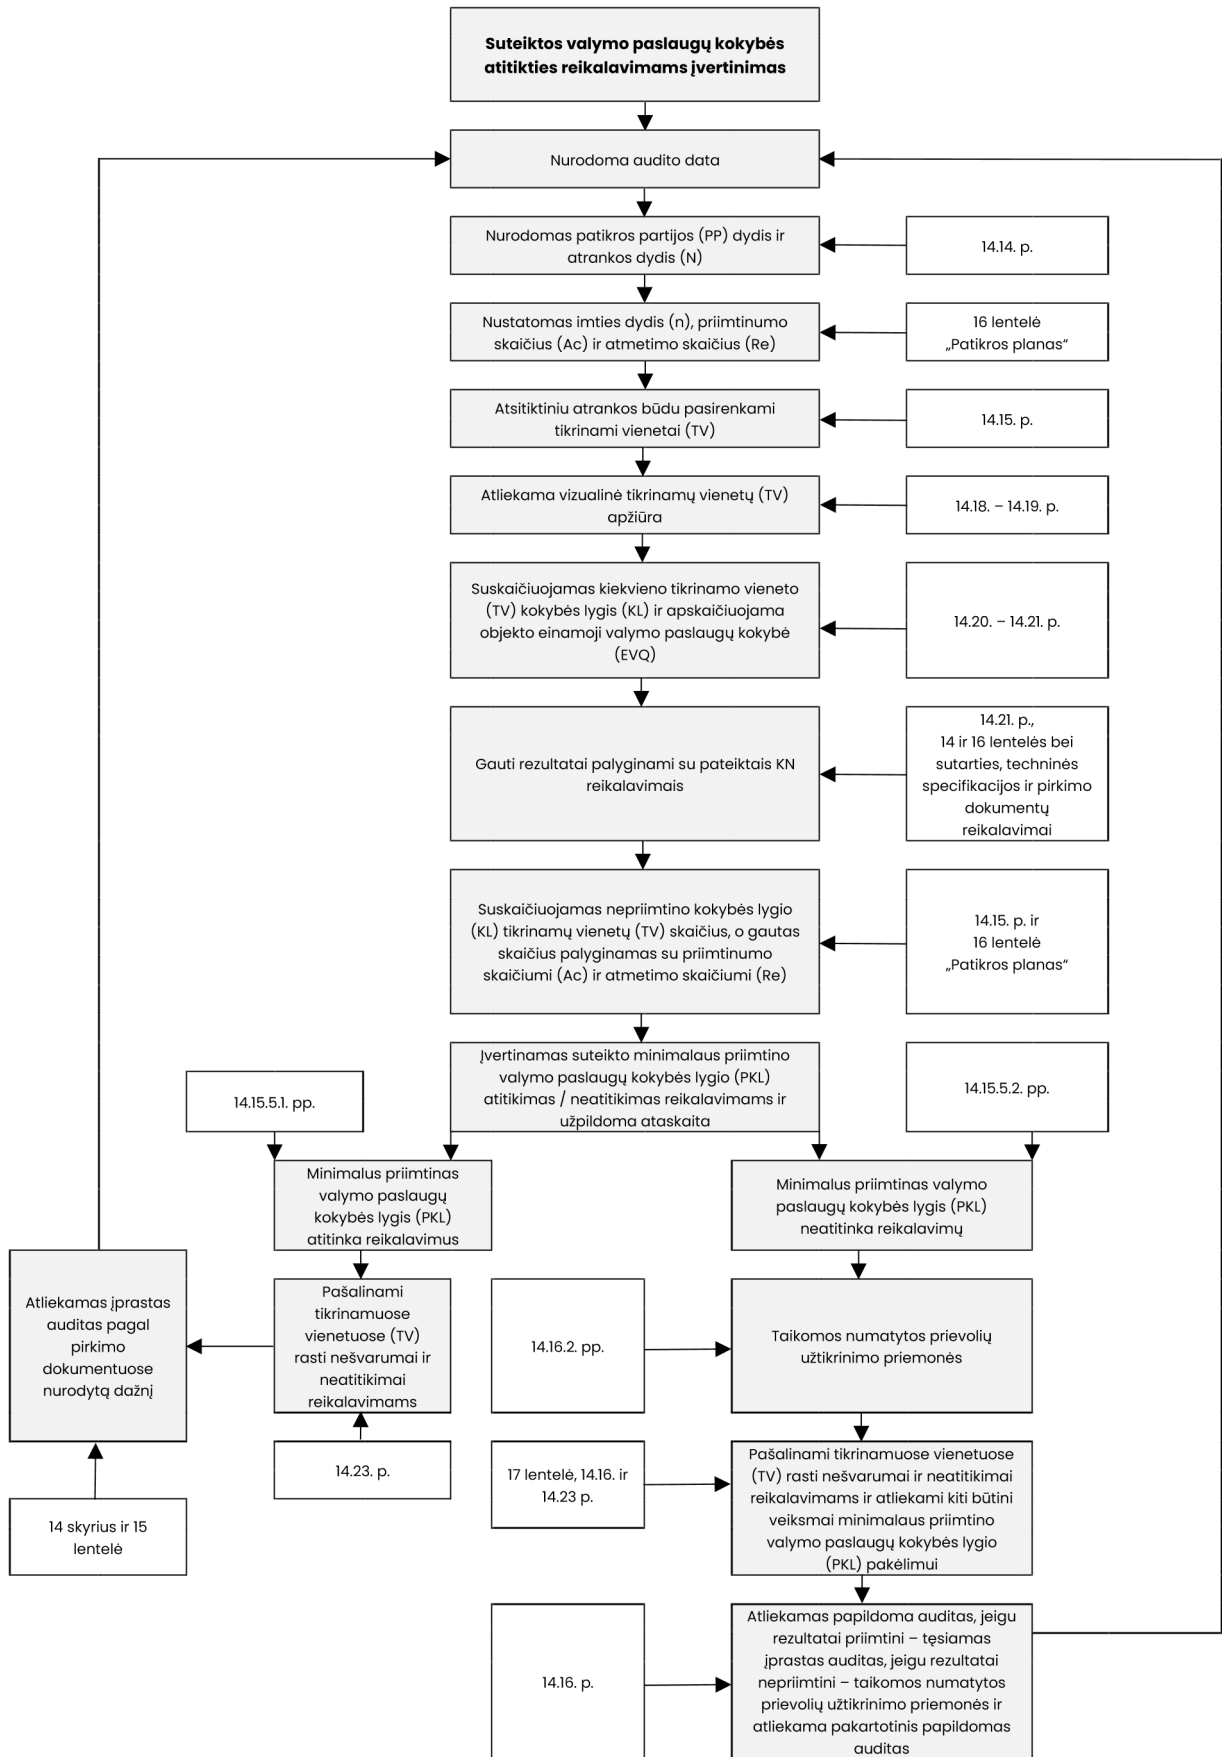 Suteiktos valymo paslaugų kokybės
atitikties reikalavimams įvertinimas
Nurodoma audito data
Nurodomas patikros partijos (PP) dydis ir
atrankos dydis (N)
14.14. p.
Nustatomas imties dydis (n), priimtinumo
skaičius (Ac) ir atmetimo skaičius (Re)
16 lentelė
„Patikros planas“
Atsitiktiniu atrankos būdu pasirenkami
tikrinami vienetai (TV)
14.15. p.
Atliekama vizualinė tikrinamų vienetų (TV)
apžiūra
14.18. – 14.19. p.
Suskaičiuojamas kiekvieno tikrinamo vieneto
(TV) kokybės lygis (KL) ir apskaičiuojama
objekto einamoji valymo paslaugų kokybė
(EVQ)
14.20. – 14.21. p.
Gauti rezultatai palyginami su pateiktais KN
reikalavimais
14.21. p.,
14 ir 16 lentelės bei
sutarties, techninės
specifikacijos ir pirkimo
dokumentų
reikalavimai
Suskaičiuojamas nepriimtino kokybės lygio
(KL) tikrinamų vienetų (TV) skaičius, o gautas
skaičius palyginamas su priimtinumo
skaičiumi (Ac) ir atmetimo skaičiumi (Re)
14.15. p. ir
16 lentelė
„Patikros planas“
Įvertinamas suteikto minimalaus priimtino
valymo paslaugų kokybės lygio (PKL)
atitikimas / neatitikimas reikalavimams ir
užpildoma ataskaita
14.15.5.1. pp.
14.15.5.2. pp.
Minimalus priimtinas
valymo paslaugų
kokybės lygis (PKL)
atitinka reikalavimus
Minimalus priimtinas valymo
paslaugų kokybės lygis (PKL)
neatitinka reikalavimų
Atliekamas įprastas
auditas pagal
pirkimo
dokumentuose
nurodytą dažnį
Pašalinami
tikrinamuose
vienetuose (TV)
rasti nešvarumai ir
neatitikimai
reikalavimams
14.16.2. pp.
Taikomos numatytos prievolių
užtikrinimo priemonės
14.23. p.
17 lentelė, 14.16. ir
14.23 p.
Pašalinami tikrinamuose vienetuose
(TV) rasti nešvarumai ir neatitikimai
reikalavimams ir atliekami kiti būtini
veiksmai minimalaus priimtino
valymo paslaugų kokybės lygio
(PKL) pakėlimui
14 skyrius ir 15
lentelė
14.16. p.
Atliekamas papildoma auditas, jeigu
rezultatai priimtini – tęsiamas
įprastas auditas, jeigu rezultatai
nepriimtini – taikomos numatytos
prievolių užtikrinimo priemonės ir
atliekama pakartotinis papildomas
auditas